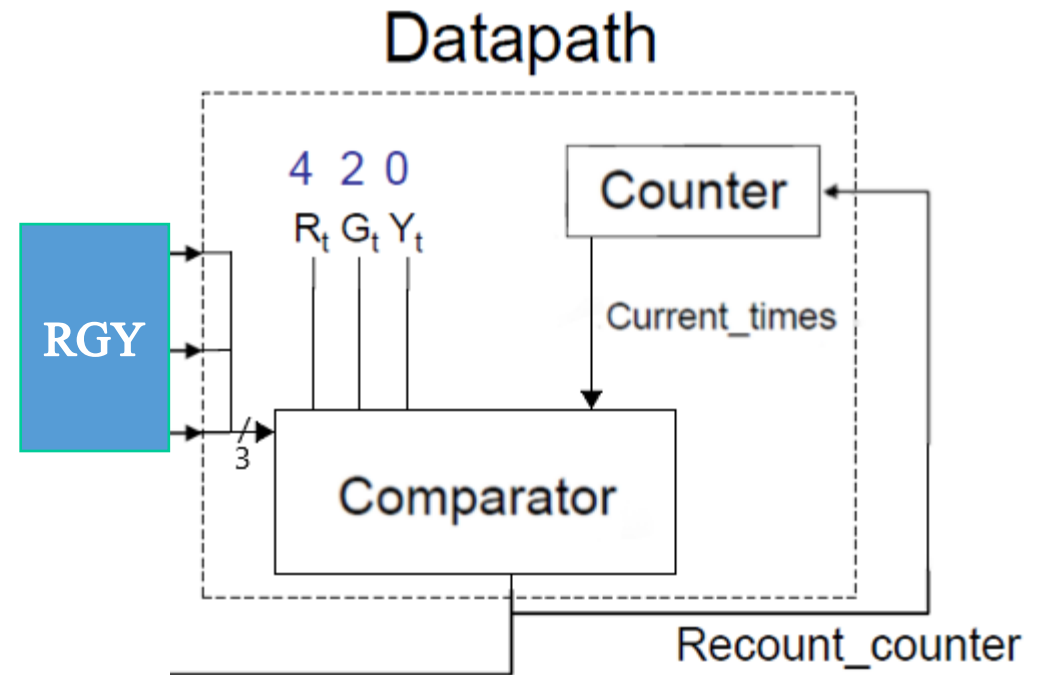 Datapath
4 2 0
Rt Gt Yt
Counter
RGY
Current_times
3
Comparator
Recount_counter